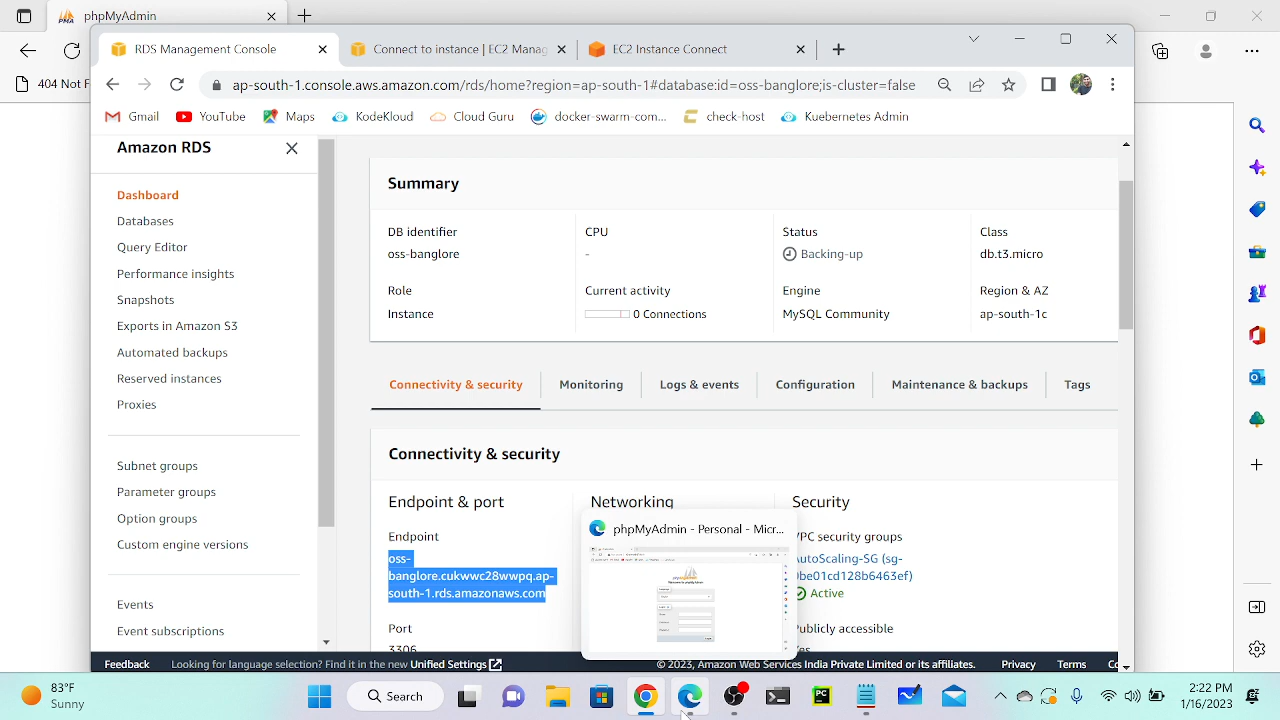 phpMyAdmin
404 Not F
RDS Management Console
Connect to instance | EC2 Manag
EC2 Instance Connect
ap-south-1.console.aws.amazon.com/rds/home?region=ap-south-1#database:id=oss-banglore;is-cluster=false
Gmail
YouTube
Maps
KodeKloud
Cloud Guru
docker-swarm-com...
check-host
Kuebernetes Admin
Amazon RDS
Dashboard
Databases
Query Editor
Performance insights
Snapshots
Exports in Amazon S3
Automated backups
Reserved instances
Proxies
Subnet groups
Parameter groups
Option groups
Custom engine versions
Events
Event subscriptions
Summary
DB identifier
oss-banglore
CPU
-
Status
Backing-up
Class
db.t3.micro
Role
Instance
Current activity
0 Connections
Engine
MySQL Community
Region & AZ
ap-south-1c
Connectivity & security
Monitoring
Logs & events
Configuration
Maintenance & backups
Tags
Connectivity & security
Endpoint & port
Endpoint
oss-
banglore.cukwwc28wwpq.ap-
south-1.rds.amazonaws.com
Port
3306
Networking
Security
VPC security groups
AutoScaling-SG (sg-
0be01cd128b6463ef)
Active
Publicly accessible
Yes
phpMyAdmin - Personal - Micr...
Feedback
Looking for language selection? Find it in the new Unified Settings
© 2023, Amazon Web Services India Private Limited or its affiliates.
Privacy
Terms
Co
83°F
Sunny
Search
2:22 PM
1/16/2023